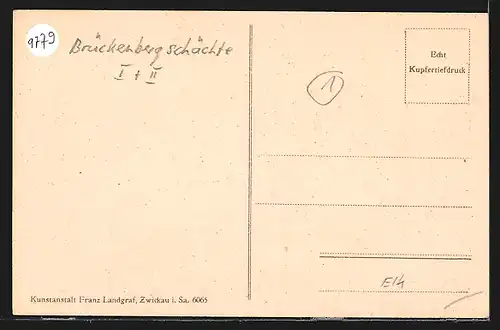 9779
Brückenbergschächte
I + II
1
Echt
Kupfertiefdruck
E14
Kunstanstalt Franz Landgraf, Zwickau i. Sa. 6065